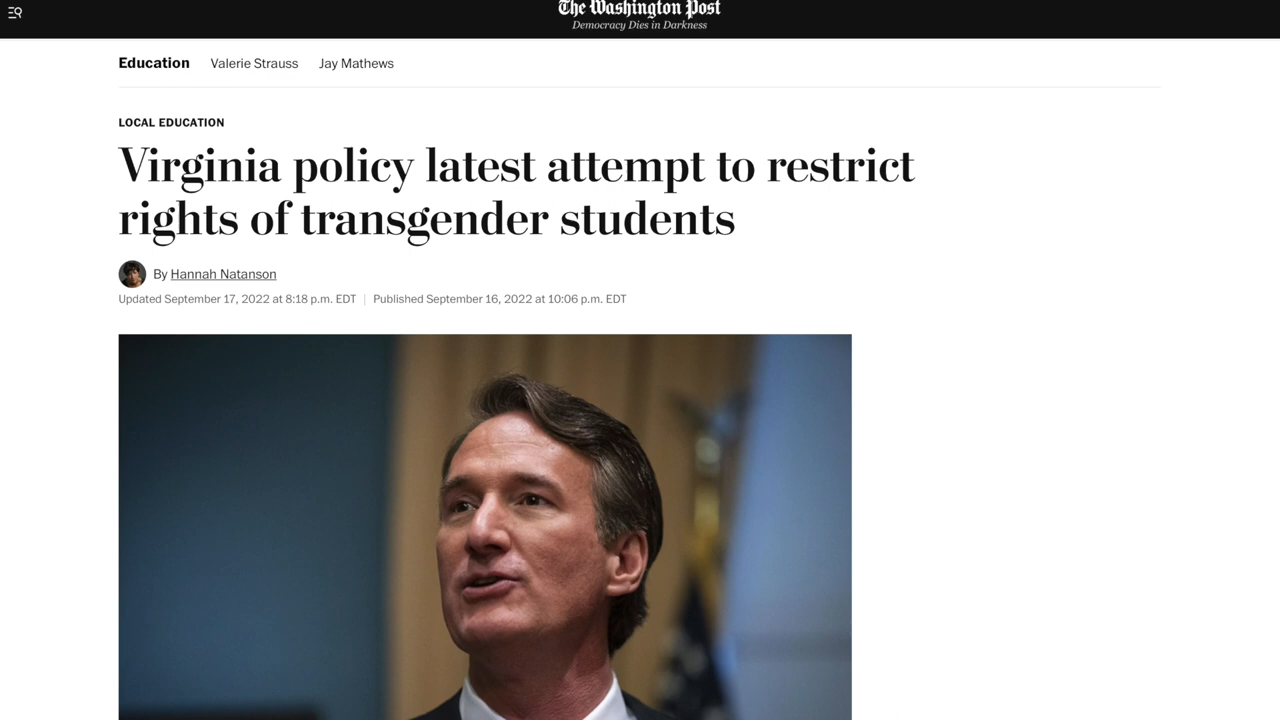 The Washington Post
Democracy Dies in Darkness
Education Valerie Strauss Jay Mathews
LOCAL EDUCATION
Virginia policy latest attempt to restrict
rights of transgender students
By Hannah Natanson
Updated September 17, 2022 at 8:18 p.m. EDT | Published September 16, 2022 at 10:06 p.m. EDT